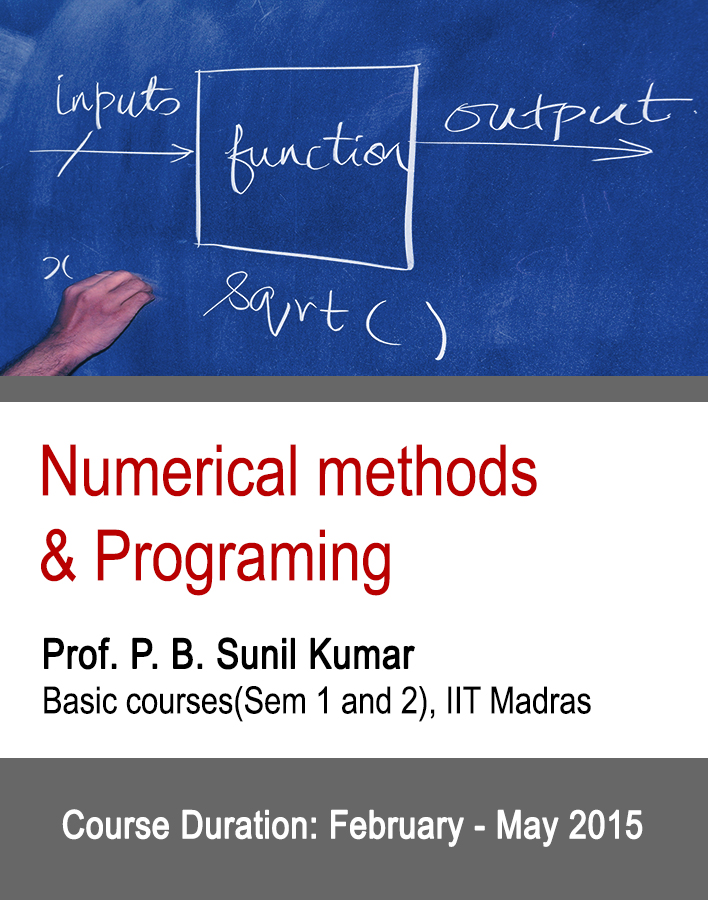 inputs
output
function
x
sqrt ( )
Numerical methods
& Programing
Prof. P. B. Sunil Kumar
Basic courses(Sem 1 and 2), IIT Madras
Course Duration: February - May 2015